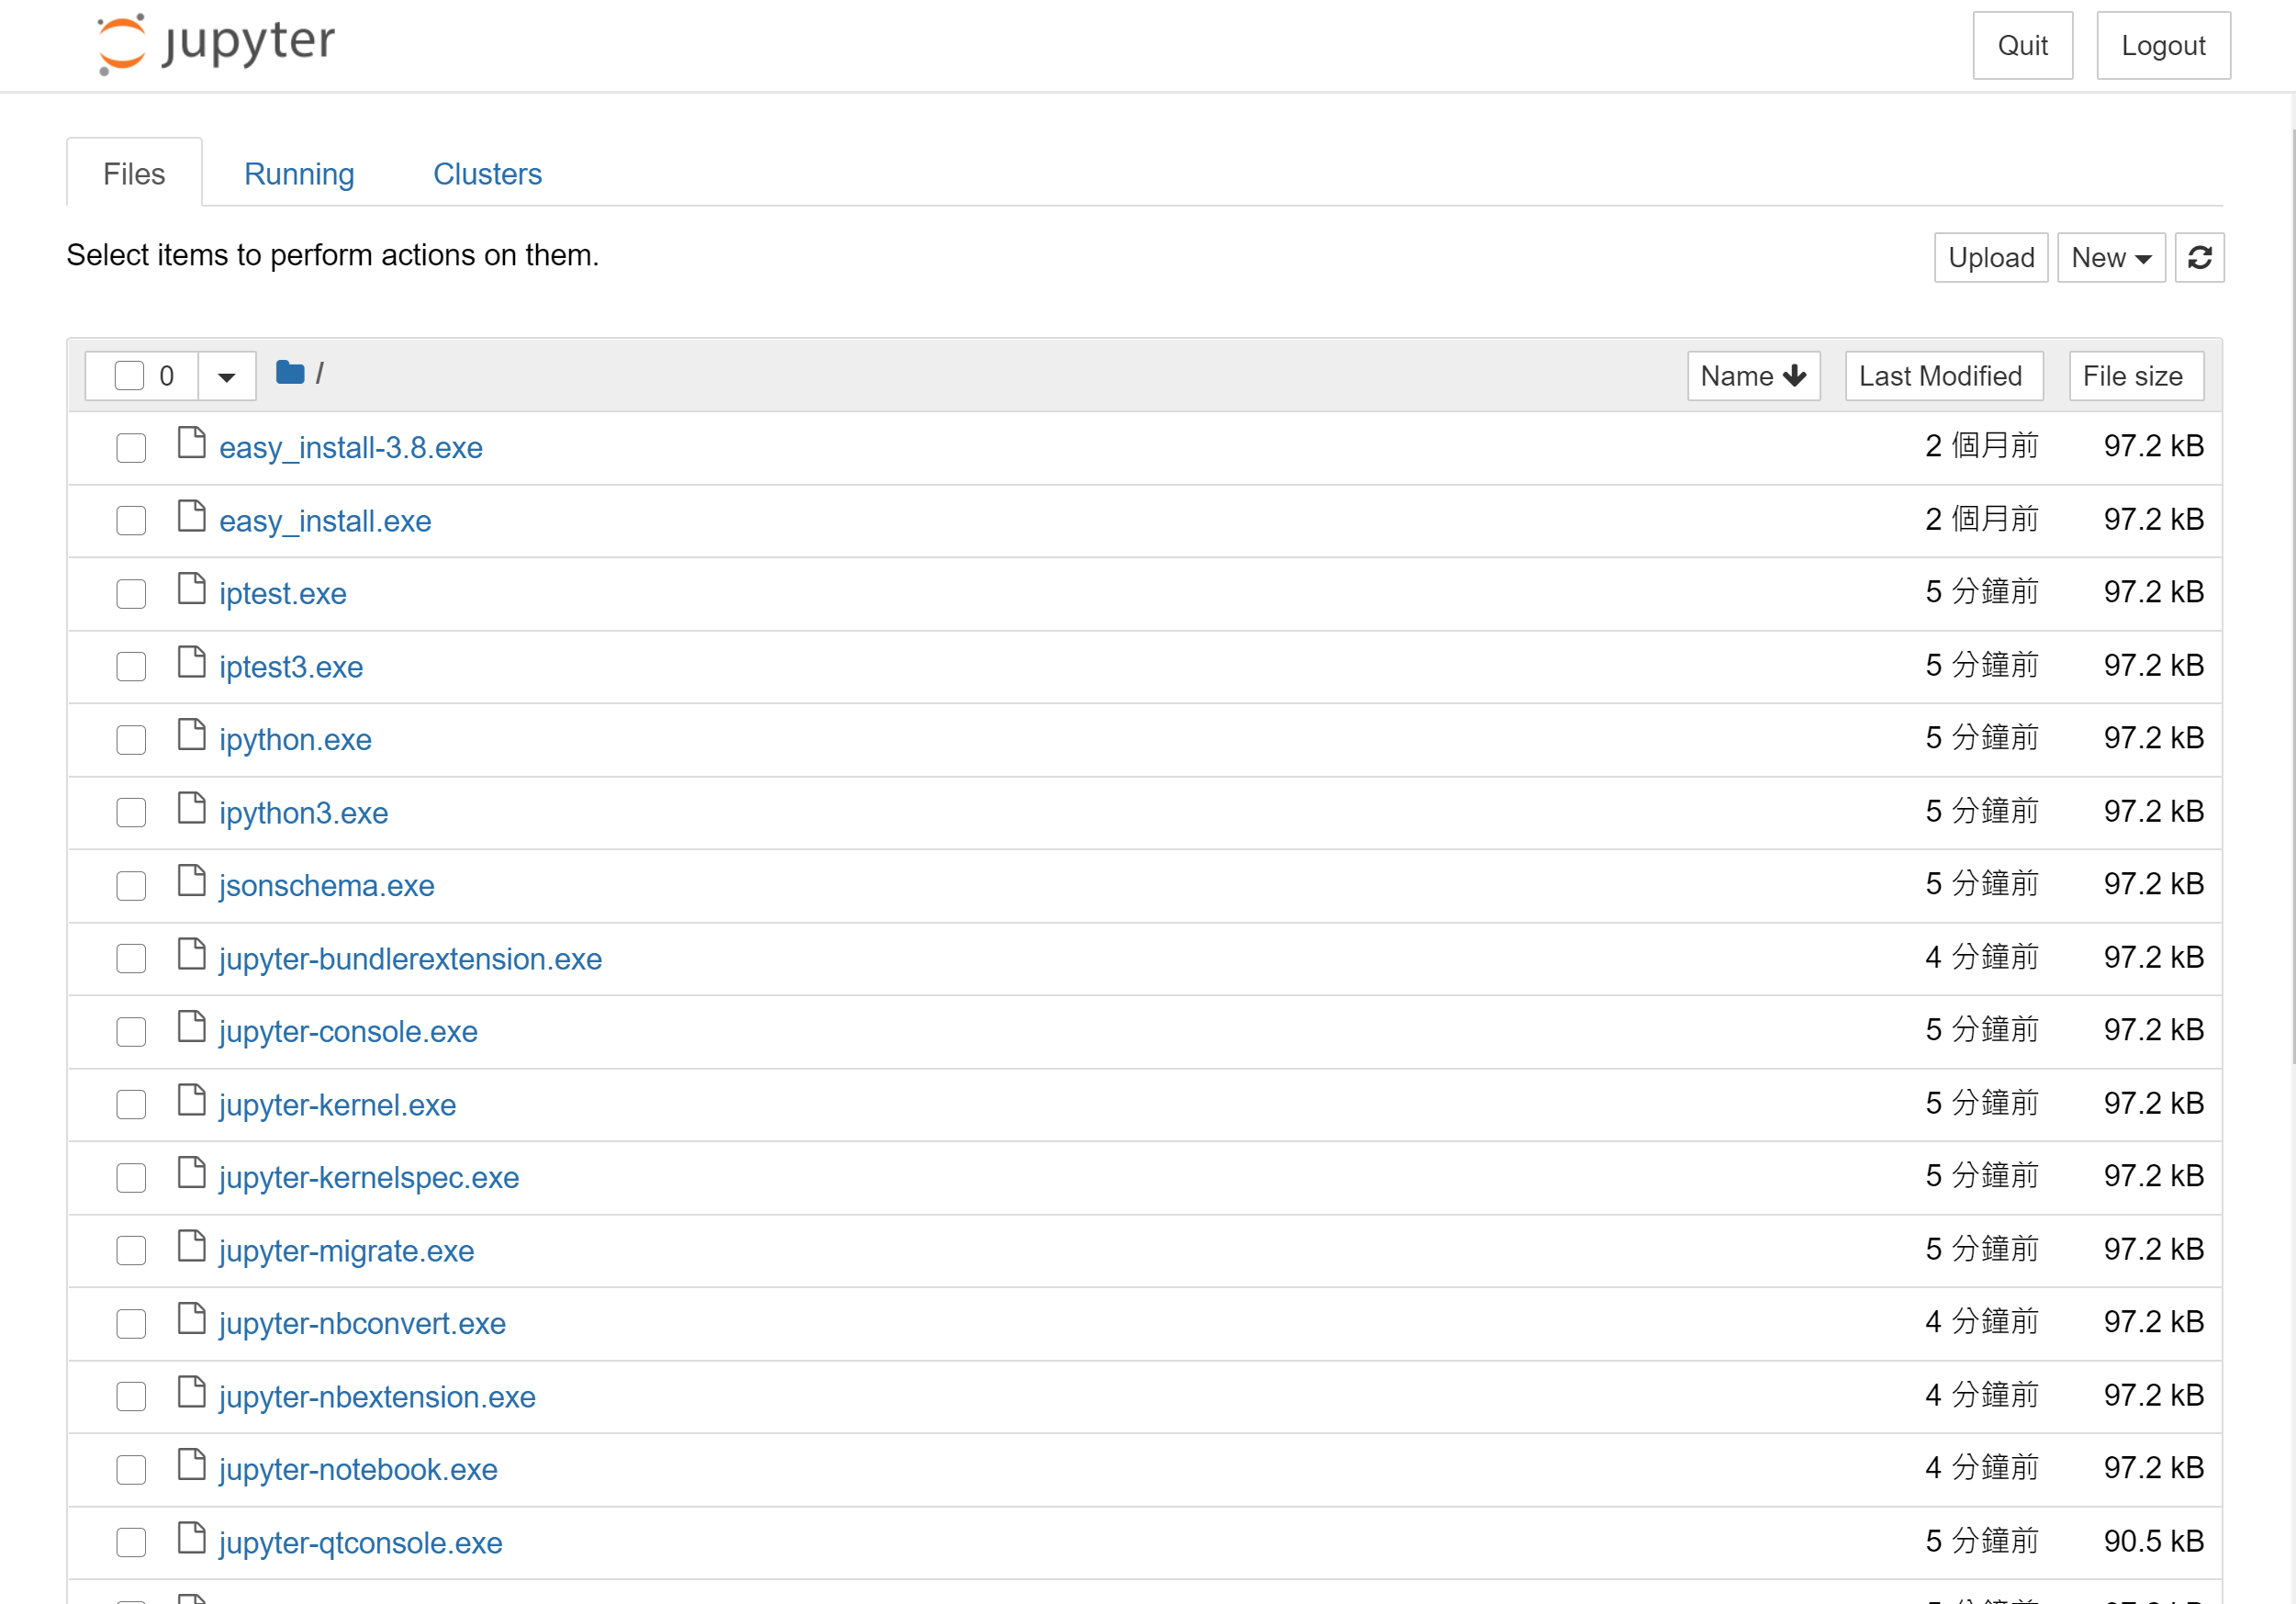 jupyter
Quit Logout
Files Running Clusters
Select items to perform actions on them.
Upload New
0 / Name Last Modified File size
easy_install-3.8.exe 2 個月前 97.2 kB
easy_install.exe 2 個月前 97.2 kB
iptest.exe 5 分鐘前 97.2 kB
iptest3.exe 5 分鐘前 97.2 kB
ipython.exe 5 分鐘前 97.2 kB
ipython3.exe 5 分鐘前 97.2 kB
jsonschema.exe 5 分鐘前 97.2 kB
jupyter-bundlerextension.exe 4 分鐘前 97.2 kB
jupyter-console.exe 5 分鐘前 97.2 kB
jupyter-kernel.exe 5 分鐘前 97.2 kB
jupyter-kernelspec.exe 5 分鐘前 97.2 kB
jupyter-migrate.exe 5 分鐘前 97.2 kB
jupyter-nbconvert.exe 4 分鐘前 97.2 kB
jupyter-nbextension.exe 4 分鐘前 97.2 kB
jupyter-notebook.exe 4 分鐘前 97.2 kB
jupyter-qtconsole.exe 5 分鐘前 90.5 kB